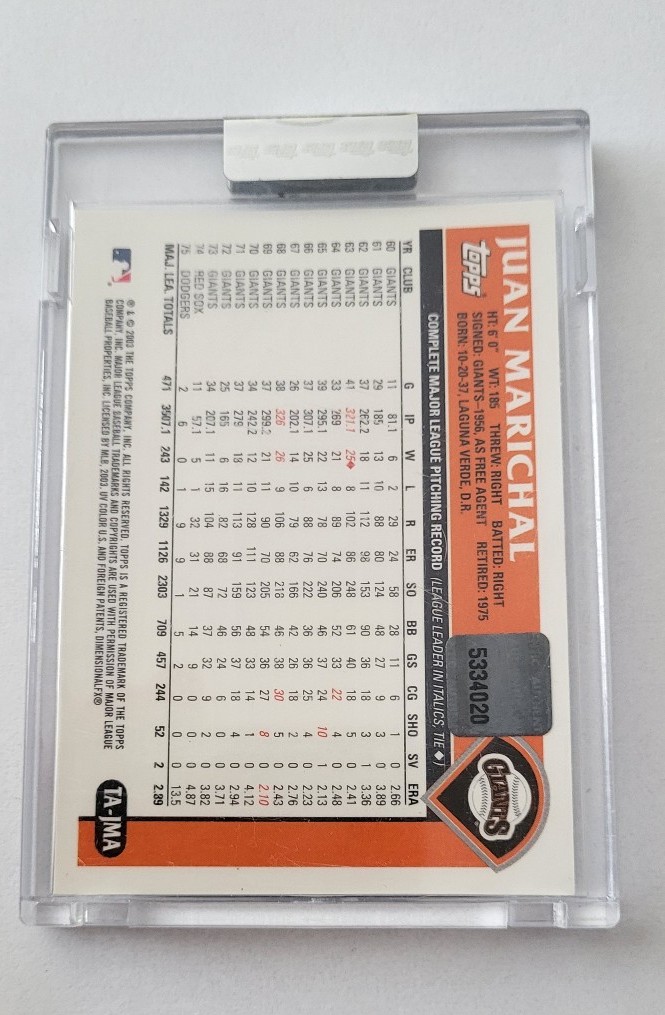 JUAN MARICHAL
topps
HT: 6' 0" WT: 185 THREW: RIGHT BATTED: RIGHT
SIGNED: GIANTS–1956, AS FREE AGENT RETIRED: 1975
BORN: 10-20-37, LAGUNA VERDE, D.R.
5334020
GIANTS
COMPLETE MAJOR LEAGUE PITCHING RECORD (LEAGUE LEADER IN ITALICS, TIE ♦)
YR CLUB G IP W L R ER SO BB GS CG SHO SV ERA
60 GIANTS 11 81.1 6 2 29 24 58 28 11 6 1 0 2.66
61 GIANTS 29 185 13 10 88 80 124 48 27 9 3 0 3.89
62 GIANTS 37 262.2 18 11 112 98 153 90 36 18 3 1 3.36
63 GIANTS 41 321.1 25♦ 8 102 86 248 61 40 18 5 0 2.41
64 GIANTS 33 269 21 8 89 74 206 52 33 22 4 0 2.48
65 GIANTS 39 295.1 22 13 78 70 240 46 37 24 10 1 2.13
66 GIANTS 37 307.1 25 6 88 76 222 36 36 25 4 0 2.23
67 GIANTS 26 202.1 14 10 79 62 166 42 26 18 2 0 2.76
68 GIANTS 38 326 26 9 106 88 218 46 38 30 5 0 2.43
69 GIANTS 37 299.2 21 11 90 70 205 54 36 27 8 0 2.10
70 GIANTS 34 242.2 12 10 128 111 123 48 33 14 1 0 4.12
71 GIANTS 37 279 18 11 113 91 159 56 37 18 4 0 2.94
72 GIANTS 25 165 6 16 82 68 72 46 24 6 0 0 3.71
73 GIANTS 34 207.1 11 15 104 88 87 37 32 9 2 0 3.82
74 RED SOX 11 57.1 5 1 32 31 21 14 9 0 0 0 4.87
75 DODGERS 2 6 0 1 9 9 1 5 2 0 0 0 13.5
MAJ. LEA. TOTALS 471 3507.1 243 142 1329 1126 2303 709 457 244 52 2 2.89
® & © 2003 THE TOPPS COMPANY, INC. ALL RIGHTS RESERVED. TOPPS IS A REGISTERED TRADEMARK OF THE TOPPS
COMPANY, INC. MAJOR LEAGUE BASEBALL TRADEMARKS AND COPYRIGHTS ARE USED WITH PERMISSION OF MAJOR LEAGUE
BASEBALL PROPERTIES, INC. LICENSED BY MLB, 2003. UV COLOR U.S. AND FOREIGN PATENTS, DIMENSIONALFX®
TA-JMA